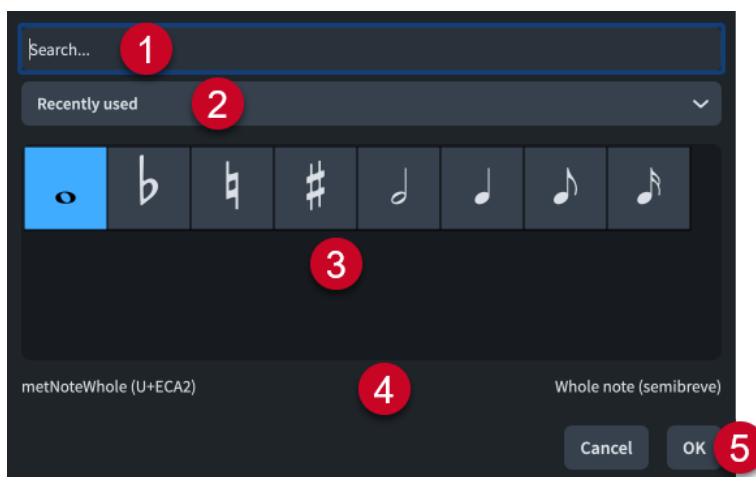 Search... 1
Recently used 2
3
metNoteWhole (U+ECA2) 4 Whole note (semibreve)
Cancel OK 5